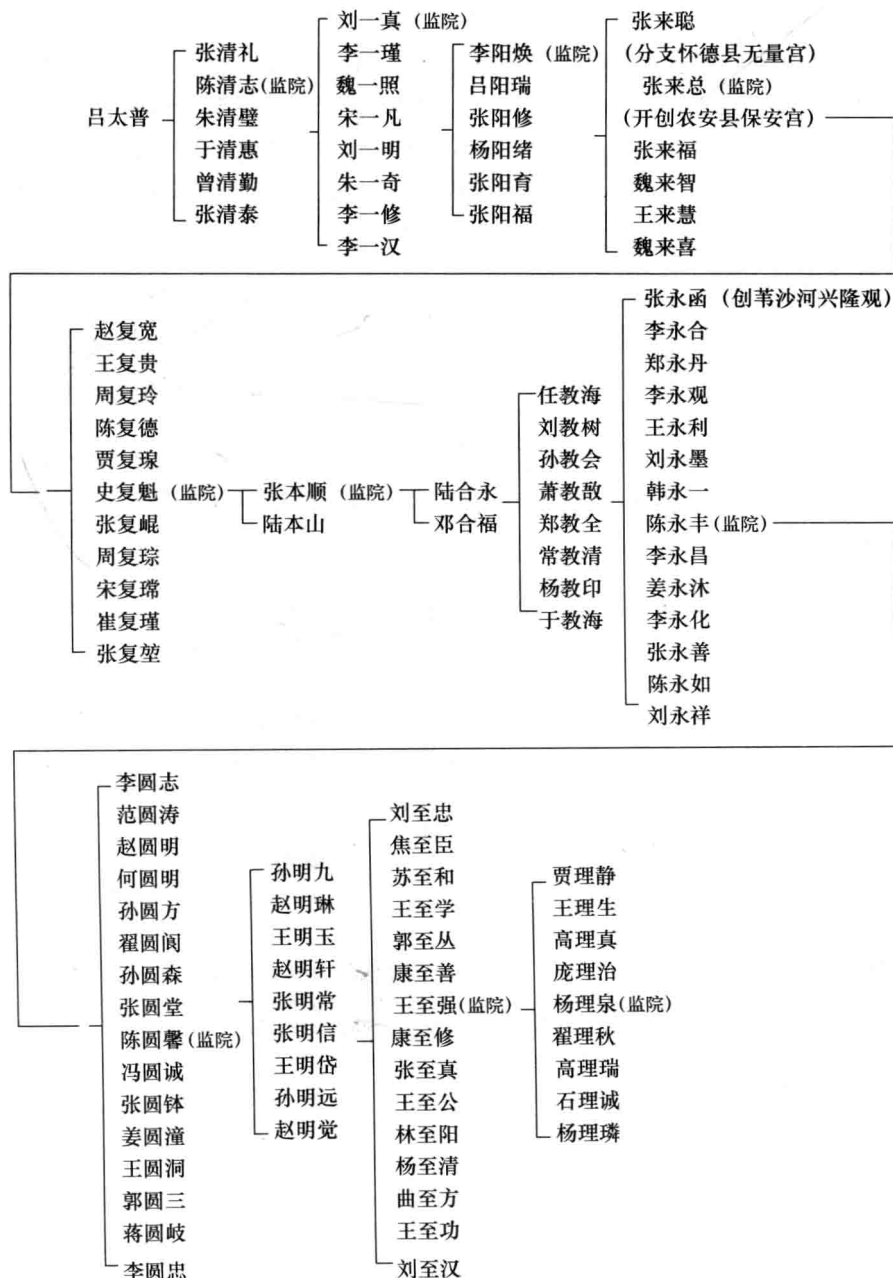 吕太普
张清礼
陈清志(监院)
朱清璧
于清惠
曾清勤
张清泰
刘一真(监院)
李一瑾
魏一照
宋一凡
刘一明
朱一奇
李一修
李一汉
李阳焕(监院)
吕阳瑞
张阳修
杨阳绪
张阳育
张阳福
张来聪
(分支怀德县无量宫)
张来总(监院)
(开创农安县保安宫)
张来福
魏来智
王来慧
魏来喜
赵复宽
王复贵
周复玲
陈复德
贾复瑔
史复魁(监院)
张复崐
周复琮
宋复瑺
崔复瑾
张复堃
张本顺(监院)
陆本山
陆合永
邓合福
任教海
刘教树
孙教会
萧教敔
郑教全
常教清
杨教印
于教海
张永函(创苇沙河兴隆观)
李永合
郑永丹
李永观
王永利
刘永墨
韩永一
陈永丰(监院)
李永昌
姜永沐
李永化
张永善
陈永如
刘永祥
李圆志
范圆涛
赵圆明
何圆明
孙圆方
翟圆阆
孙圆森
张圆堂
陈圆馨(监院)
冯圆诚
张圆钵
姜圆潼
王圆洞
郭圆三
蒋圆岐
李圆忠
孙明九
赵明琳
王明玉
赵明轩
张明常
张明信
王明岱
孙明远
赵明觉
刘至忠
焦至臣
苏至和
王至学
郭至丛
康至善
王至强(监院)
康至修
张至真
王至公
林至阳
杨至清
曲至方
王至功
刘至汉
贾理静
王理生
高理真
庞理治
杨理泉(监院)
翟理秋
高理瑞
石理诚
杨理璘